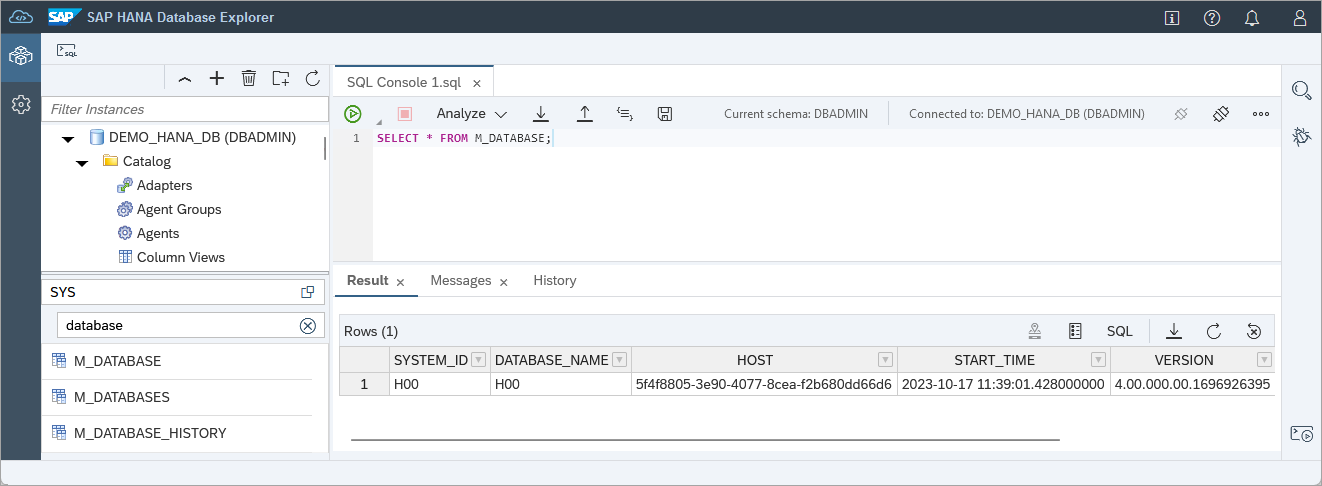 SAP SAP HANA Database Explorer
SQL
SQL Console 1.sql
Filter Instances
Analyze Current schema: DBADMIN Connected to: DEMO_HANA_DB (DBADMIN)
1 SELECT * FROM M_DATABASE;
DEMO_HANA_DB (DBADMIN)
Catalog
Adapters
Agent Groups
Agents
Column Views
SYS
database
M_DATABASE
M_DATABASES
M_DATABASE_HISTORY
Result Messages History
Rows (1) SQL
SYSTEM_ID DATABASE_NAME HOST START_TIME VERSION
1 H00 H00 5f4f8805-3e90-4077-8cea-f2b680dd66d6 2023-10-17 11:39:01.428000000 4.00.000.00.1696926395